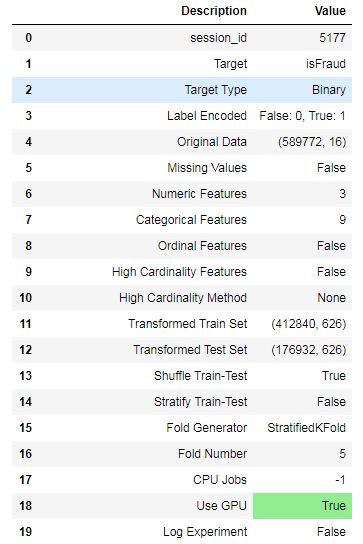 Description Value
0 session_id 5177
1 Target isFraud
2 Target Type Binary
3 Label Encoded False: 0, True: 1
4 Original Data (589772, 16)
5 Missing Values False
6 Numeric Features 3
7 Categorical Features 9
8 Ordinal Features False
9 High Cardinality Features False
10 High Cardinality Method None
11 Transformed Train Set (412840, 626)
12 Transformed Test Set (176932, 626)
13 Shuffle Train-Test True
14 Stratify Train-Test False
15 Fold Generator StratifiedKFold
16 Fold Number 5
17 CPU Jobs -1
18 Use GPU True
19 Log Experiment False